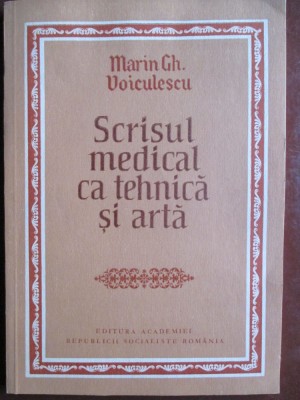 Marin Gh.
Voiculescu
Scrisul
medical
ca tehnică
și artă
EDITURA ACADEMIEI
REPUBLICII SOCIALISTE ROMÂNIA